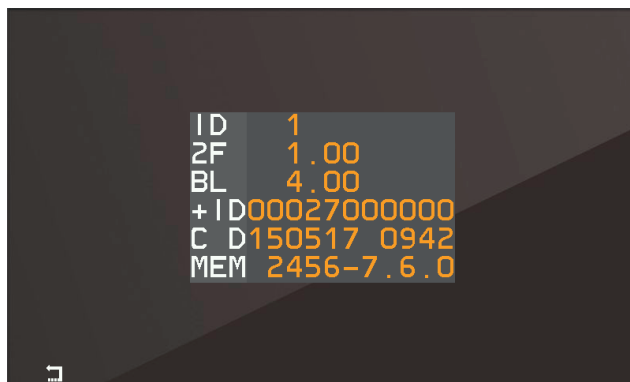 ID 1
2F 1.00
BL 4.00
+ID00027000000
C D150517 0942
MEM 2456-7.6.0